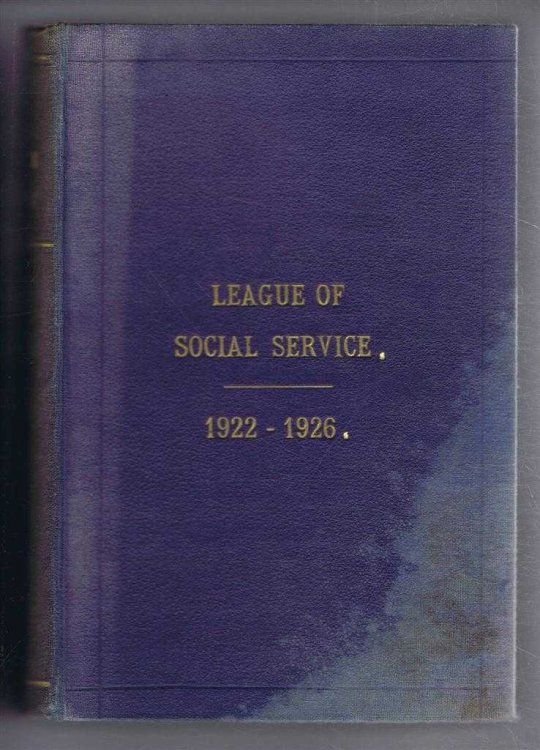 LEAGUE OF
SOCIAL SERVICE.
1922 - 1926.